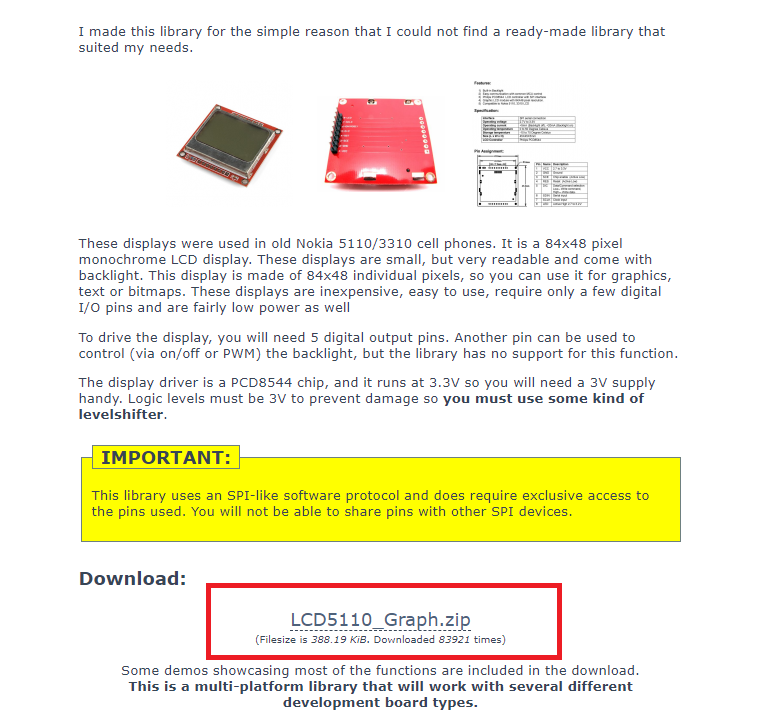 I made this library for the simple reason that I could not find a ready-made library that
suited my needs.
Features:
Specification:
Pin Assignment:
These displays were used in old Nokia 5110/3310 cell phones. It is a 84x48 pixel
monochrome LCD display. These displays are small, but very readable and come with
backlight. This display is made of 84x48 individual pixels, so you can use it for graphics,
text or bitmaps. These displays are inexpensive, easy to use, require only a few digital
I/O pins and are fairly low power as well
To drive the display, you will need 5 digital output pins. Another pin can be used to
control (via on/off or PWM) the backlight, but the library has no support for this function.
The display driver is a PCD8544 chip, and it runs at 3.3V so you will need a 3V supply
handy. Logic levels must be 3V to prevent damage so you must use some kind of
levelshifter.
IMPORTANT:
This library uses an SPI-like software protocol and does require exclusive access to
the pins used. You will not be able to share pins with other SPI devices.
Download:
LCD5110_Graph.zip
(Filesize is 388.19 KiB. Downloaded 83921 times)
Some demos showcasing most of the functions are included in the download.
This is a multi-platform library that will work with several different
development board types.